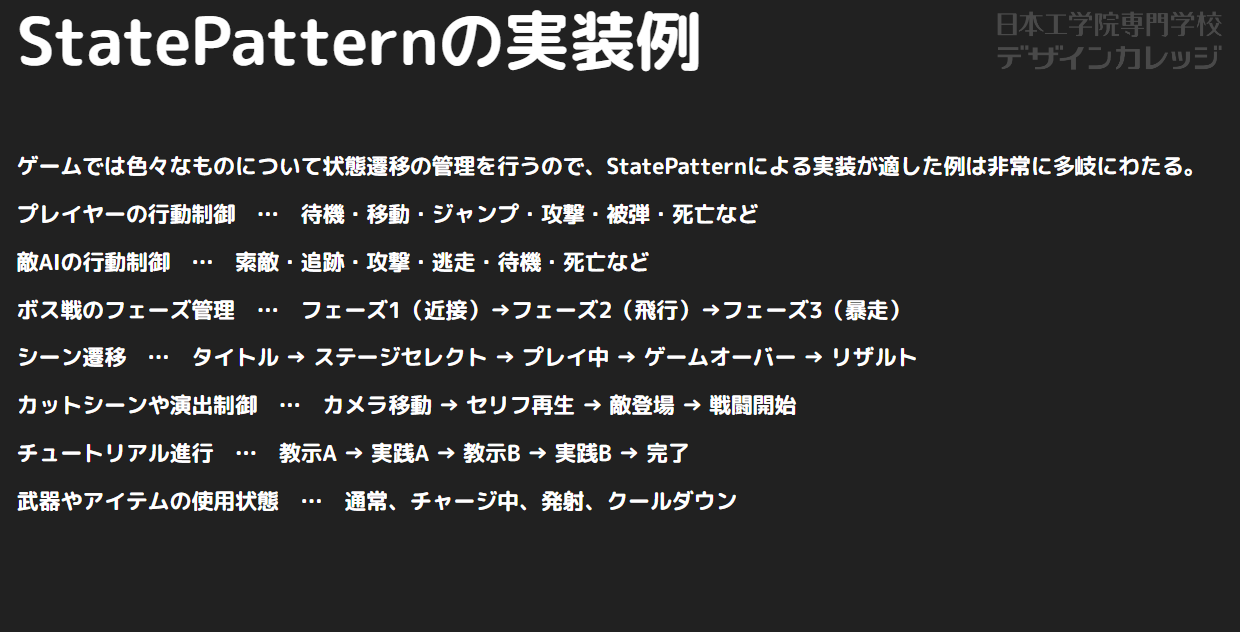 StatePatternの実装例
日本工学院専門学校
デザインカレッジ
ゲームでは色々なものについて状態遷移の管理を行うので、StatePatternによる実装が適した例は非常に多岐にわたる。
プレイヤーの行動制御　…　待機・移動・ジャンプ・攻撃・被弾・死亡など
敵AIの行動制御　…　索敵・追跡・攻撃・逃走・待機・死亡など
ボス戦のフェーズ管理　…　フェーズ1（近接）→フェーズ2（飛行）→フェーズ3（暴走）
シーン遷移　…　タイトル → ステージセレクト → プレイ中 → ゲームオーバー → リザルト
カットシーンや演出制御　…　カメラ移動 → セリフ再生 → 敵登場 → 戦闘開始
チュートリアル進行　…　教示A → 実践A → 教示B → 実践B → 完了
武器やアイテムの使用状態　…　通常、チャージ中、発射、クールダウン